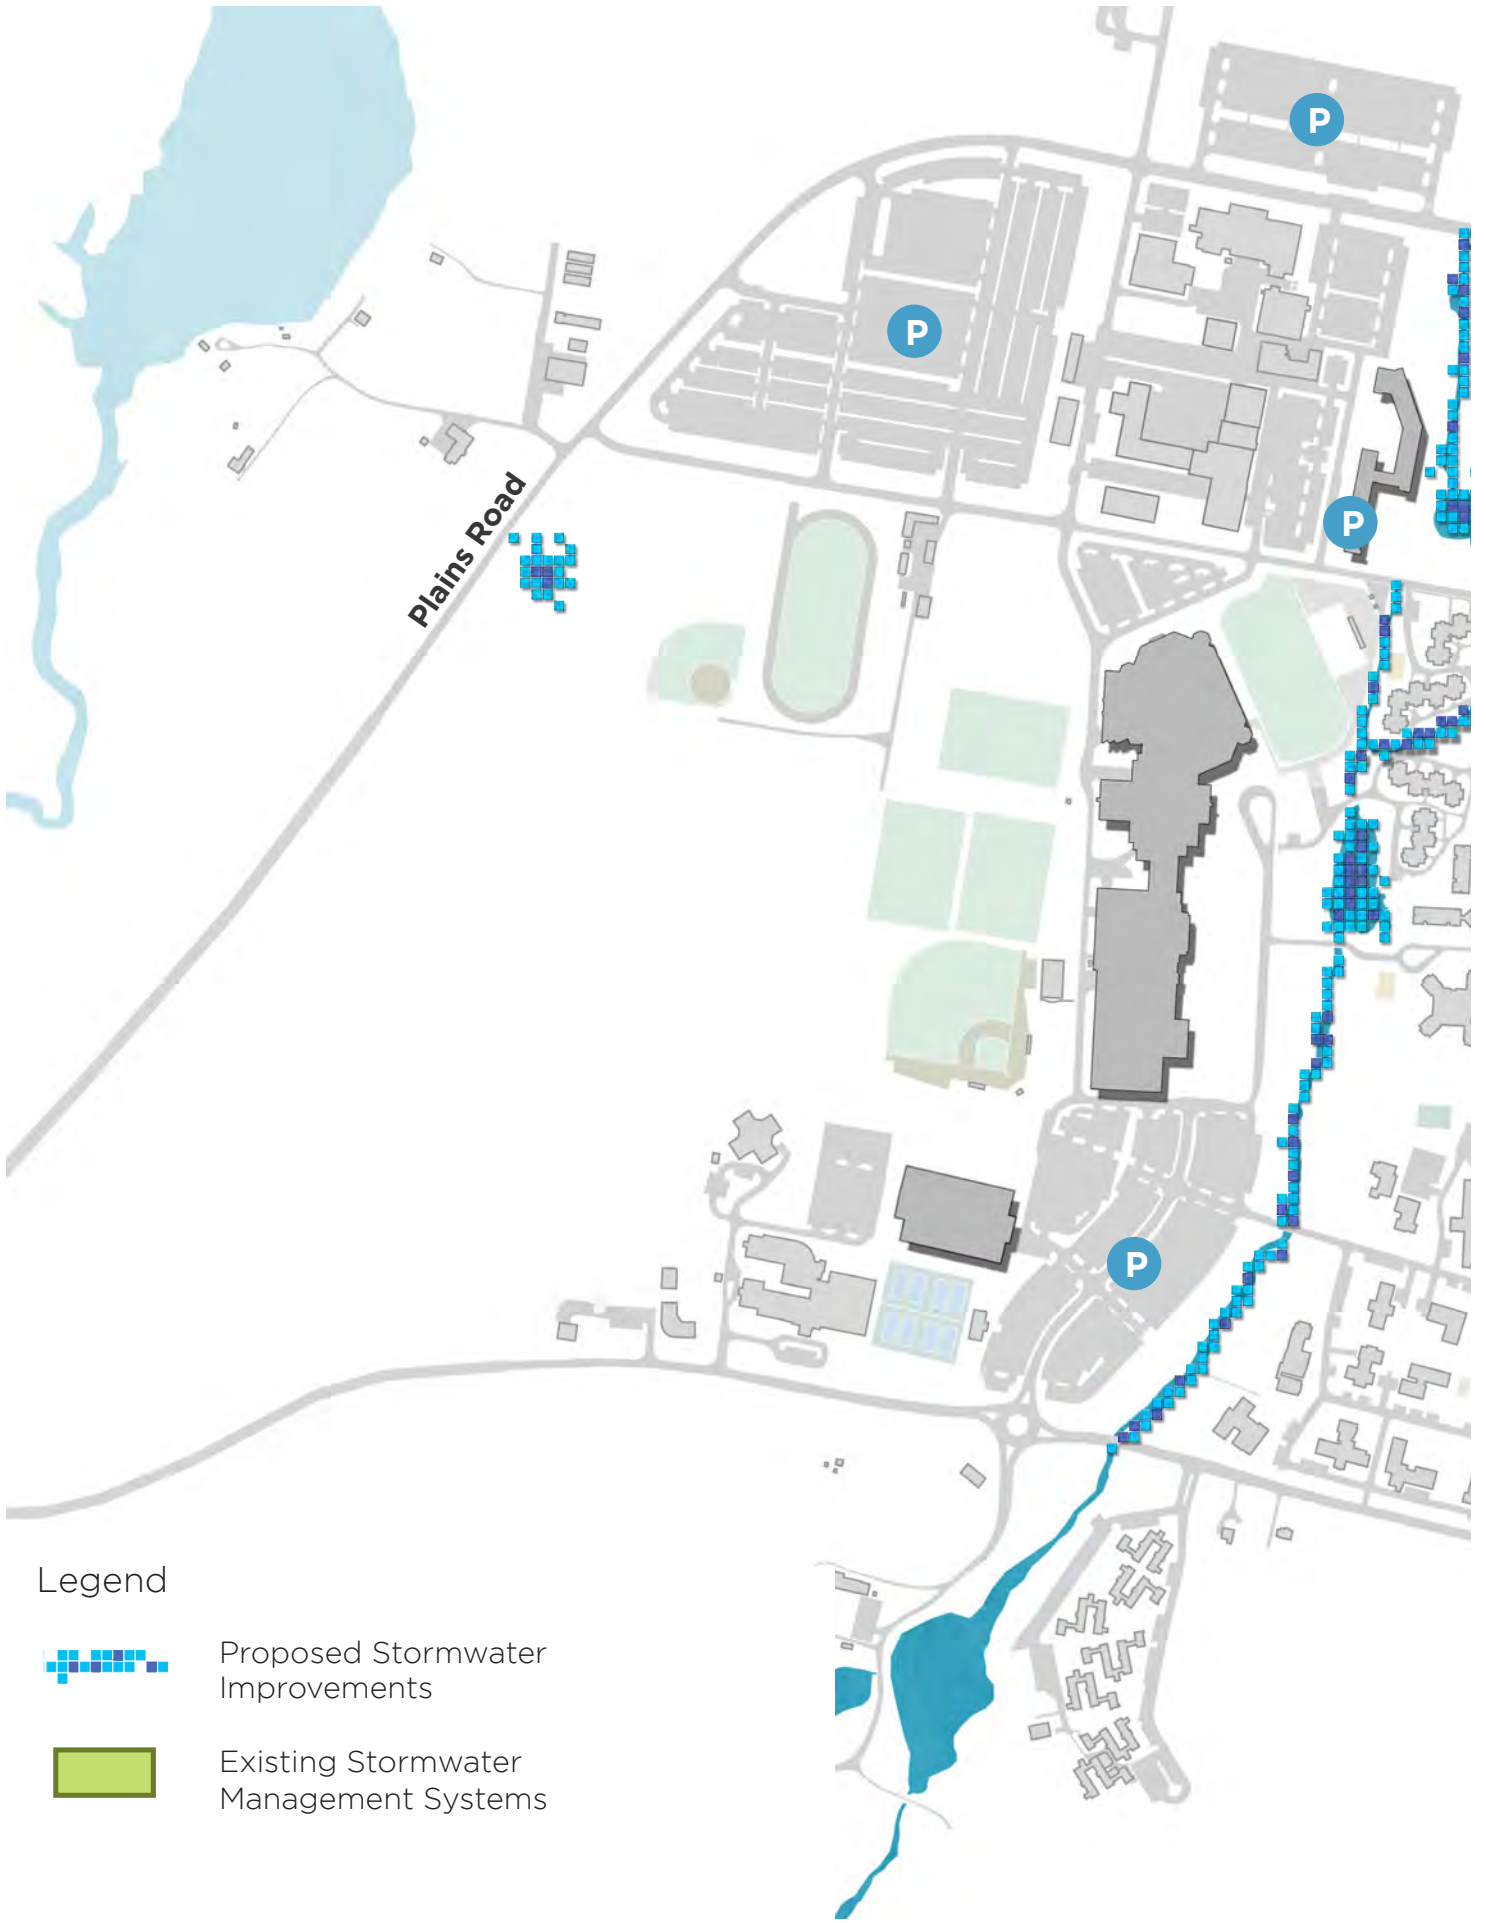 P
P
P
Plains Road
P
Legend
Proposed Stormwater
Improvements
Existing Stormwater
Management Systems